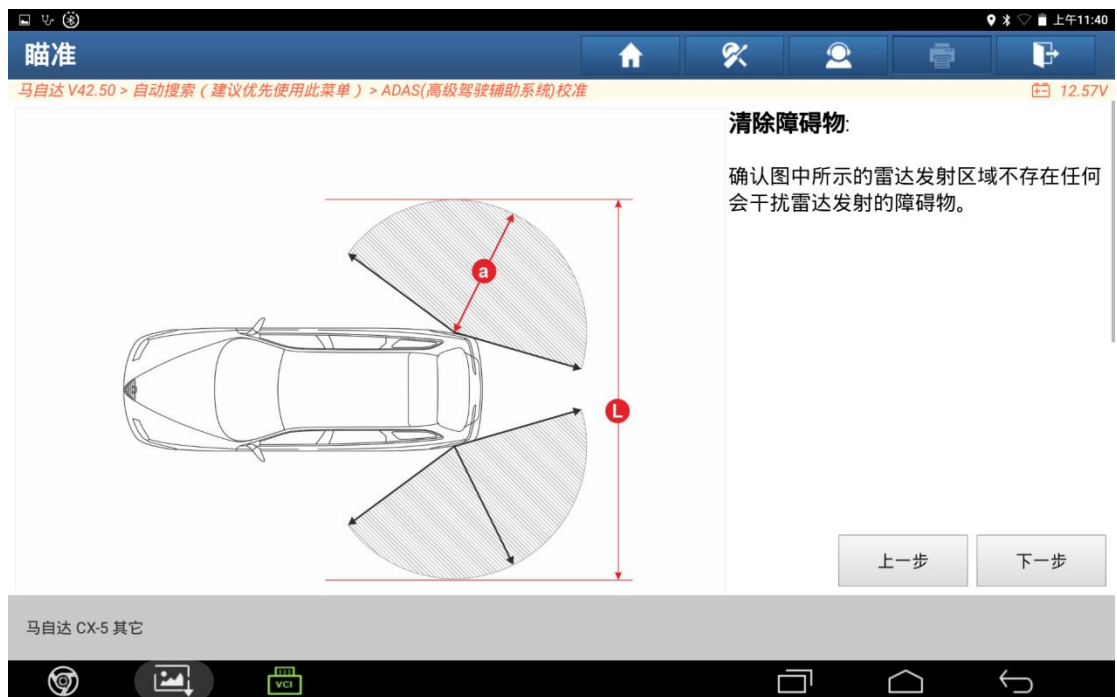 上午11:40
瞄准
马自达 V42.50 > 自动搜索（建议优先使用此菜单）> ADAS(高级驾驶辅助系统)校准
12.57V
清除障碍物:
确认图中所示的雷达发射区域不存在任何
会干扰雷达发射的障碍物。
a
L
上一步
下一步
马自达 CX-5 其它
VCI